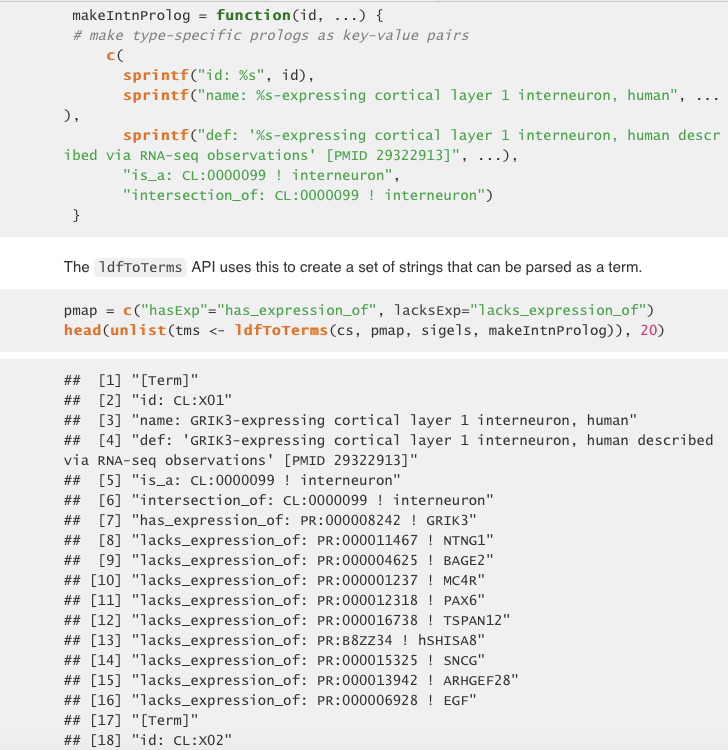 makeIntnProlog = function(id, ...) {
# make type-specific prologs as key-value pairs
c(
sprintf("id: %s", id),
sprintf("name: %s-expressing cortical layer 1 interneuron, human", ...
),
sprintf("def: '%s-expressing cortical layer 1 interneuron, human descr
ibed via RNA-seq observations' [PMID 29322913]", ...),
"is_a: CL:0000099 ! interneuron",
"intersection_of: CL:0000099 ! interneuron")
}
The ldfToTerms API uses this to create a set of strings that can be parsed as a term.
pmap = c("hasExp"="has_expression_of", lacksExp="lacks_expression_of")
head(unlist(tms <- ldfToTerms(cs, pmap, sigels, makeIntnProlog)), 20)
##  [1] "[Term]"
##  [2] "id: CL:X01"
##  [3] "name: GRIK3-expressing cortical layer 1 interneuron, human"
##  [4] "def: 'GRIK3-expressing cortical layer 1 interneuron, human described
via RNA-seq observations' [PMID 29322913]"
##  [5] "is_a: CL:0000099 ! interneuron"
##  [6] "intersection_of: CL:0000099 ! interneuron"
##  [7] "has_expression_of: PR:000008242 ! GRIK3"
##  [8] "lacks_expression_of: PR:000011467 ! NTNG1"
##  [9] "lacks_expression_of: PR:000004625 ! BAGE2"
## [10] "lacks_expression_of: PR:000001237 ! MC4R"
## [11] "lacks_expression_of: PR:000012318 ! PAX6"
## [12] "lacks_expression_of: PR:000016738 ! TSPAN12"
## [13] "lacks_expression_of: PR:B8ZZ34 ! hSHISA8"
## [14] "lacks_expression_of: PR:000015325 ! SNCG"
## [15] "lacks_expression_of: PR:000013942 ! ARHGEF28"
## [16] "lacks_expression_of: PR:000006928 ! EGF"
## [17] "[Term]"
## [18] "id: CL:X02"